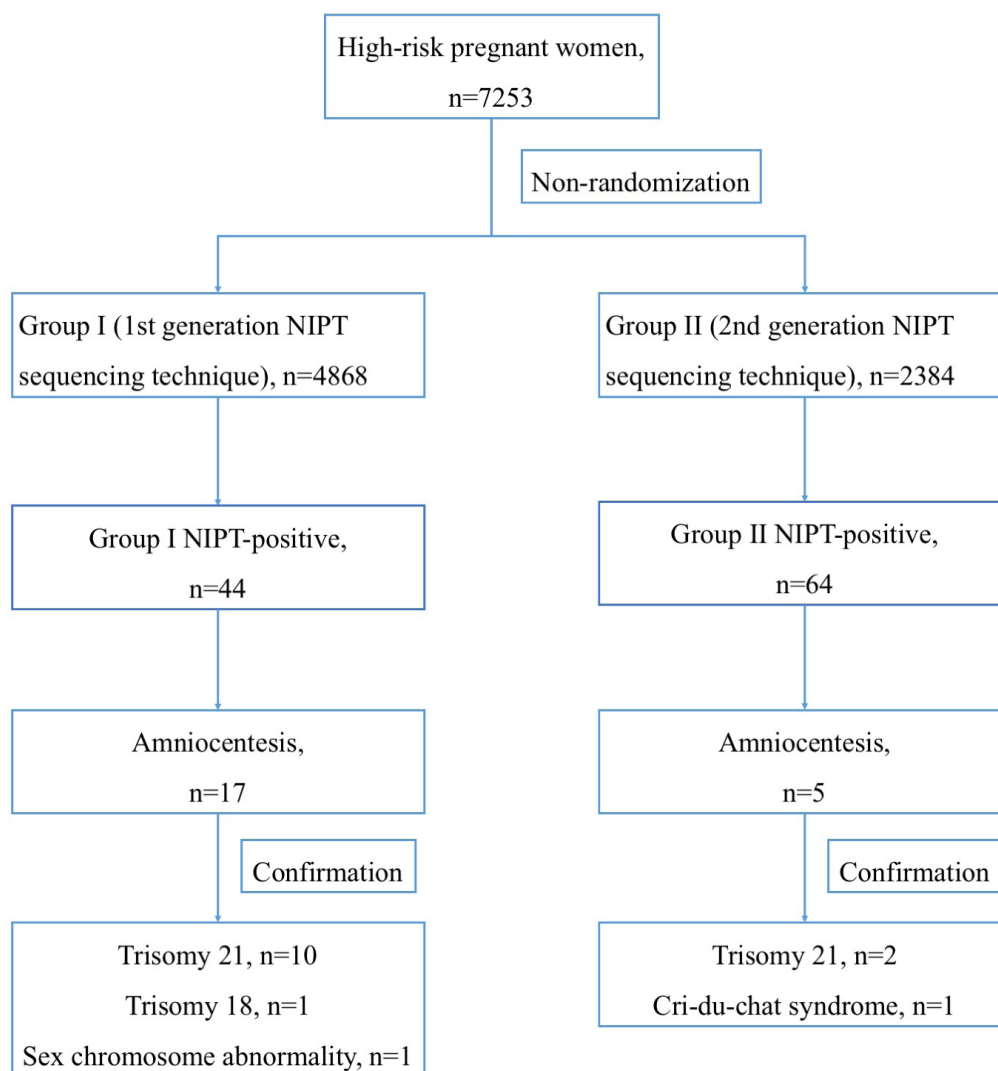 High-risk pregnant women,
n=7253
Non-randomization
Group I (1st generation NIPT
sequencing technique), n=4868
Group II (2nd generation NIPT
sequencing technique), n=2384
Group I NIPT-positive,
n=44
Group II NIPT-positive,
n=64
Amniocentesis,
n=17
Amniocentesis,
n=5
Confirmation
Confirmation
Trisomy 21, n=10
Trisomy 18, n=1
Sex chromosome abnormality, n=1
Trisomy 21, n=2
Cri-du-chat syndrome, n=1